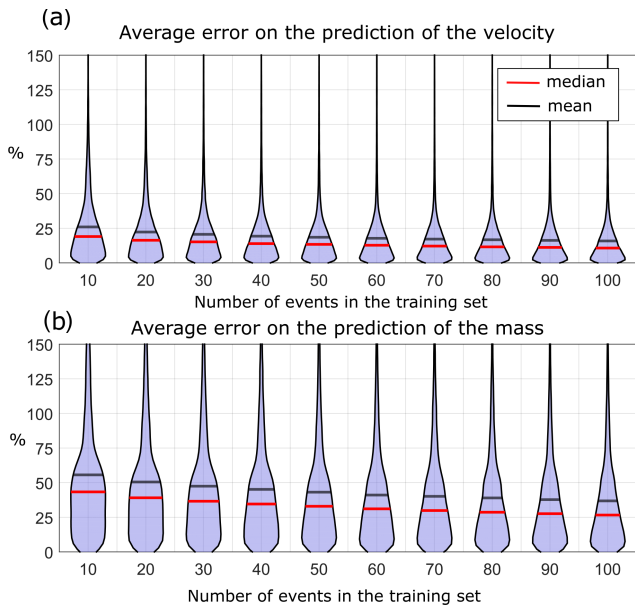 (a)
Average error on the prediction of the velocity
150
125
100
%
75
50
25
0
median
mean
10 20 30 40 50 60 70 80 90 100
Number of events in the training set
(b)
Average error on the prediction of the mass
150
125
100
%
75
50
25
0
10 20 30 40 50 60 70 80 90 100
Number of events in the training set